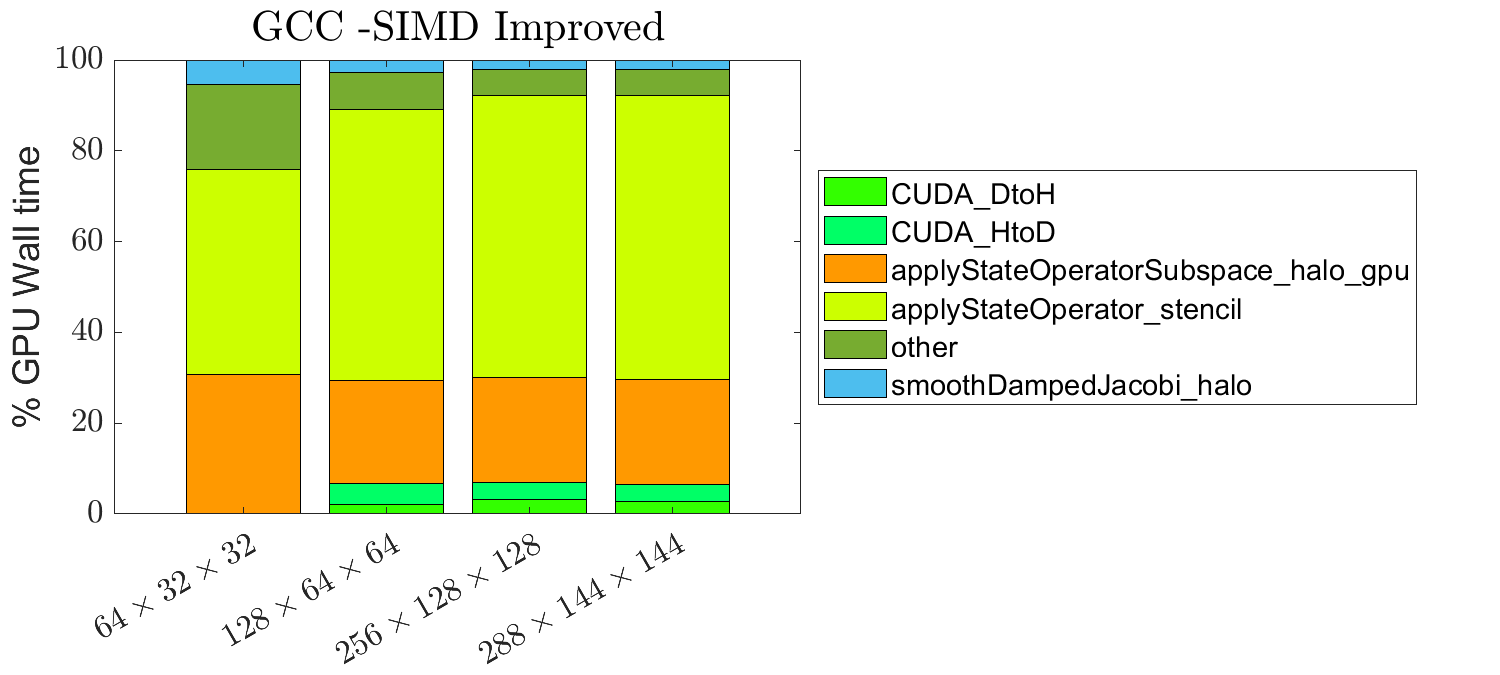 GCC -SIMD Improved
% GPU Wall time
100
80
60
40
20
0
64 × 32 × 32
128 × 64 × 64
256 × 128 × 128
288 × 144 × 144
CUDA_DtoH
CUDA_HtoD
applyStateOperatorSubspace_halo_gpu
applyStateOperator_stencil
other
smoothDampedJacobi_halo